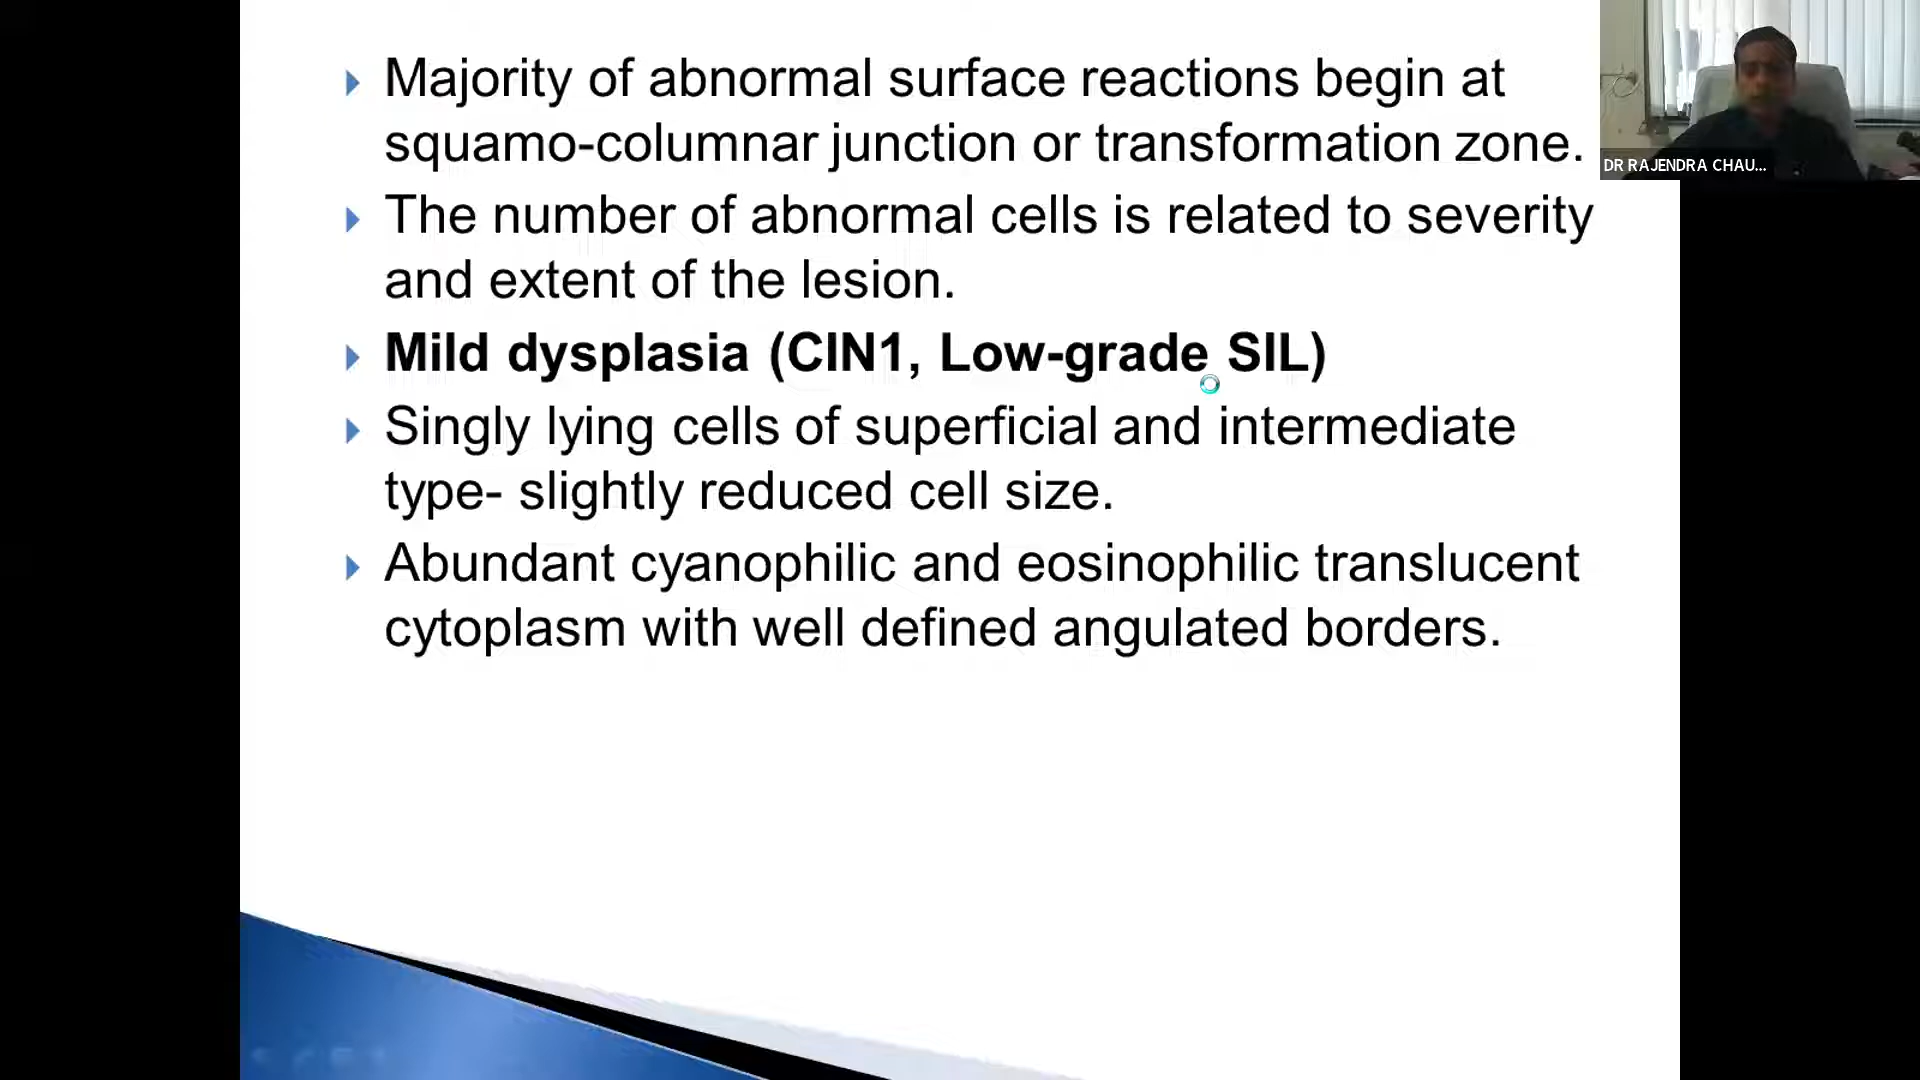 Majority of abnormal surface reactions begin at
squamo-columnar junction or transformation zone.
The number of abnormal cells is related to severity
and extent of the lesion.
Mild dysplasia (CIN1, Low-grade SIL)
Singly lying cells of superficial and intermediate
type- slightly reduced cell size.
Abundant cyanophilic and eosinophilic translucent
cytoplasm with well defined angulated borders.
DR RAJENDRA CHAU...